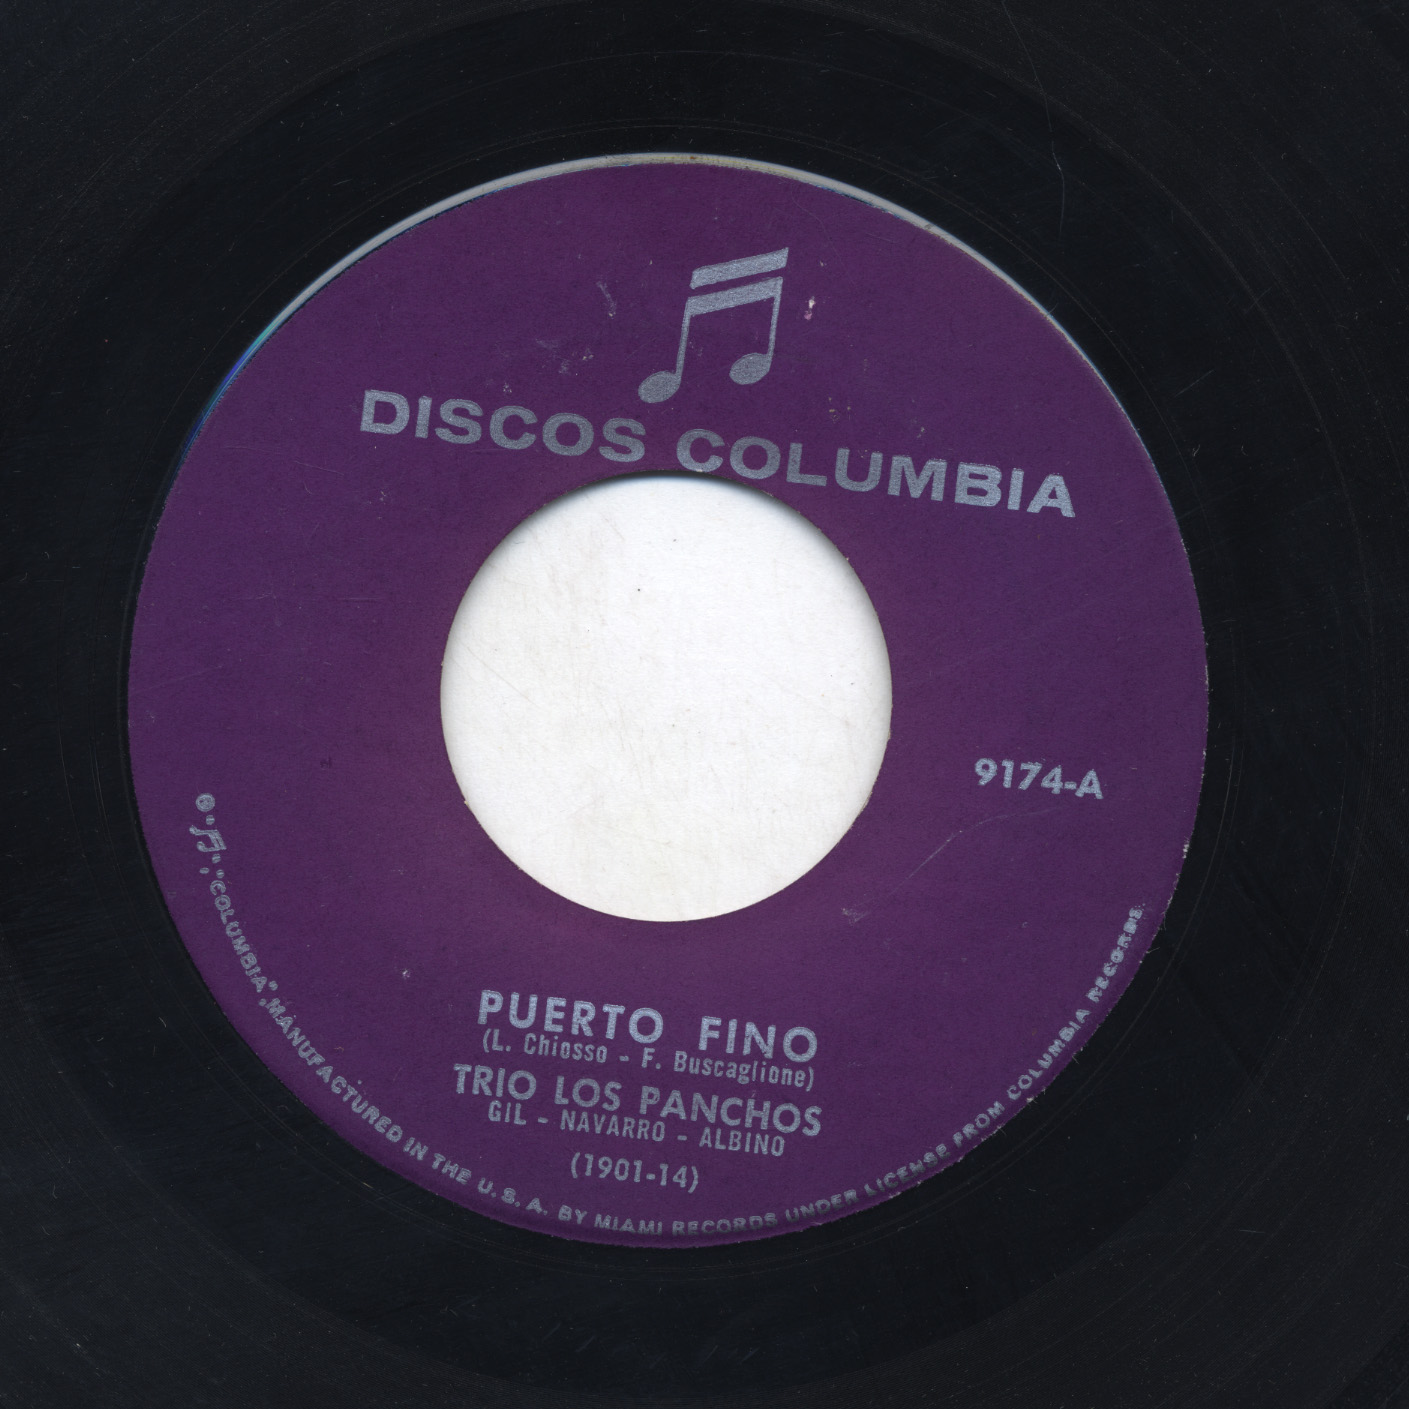 DISCOS COLUMBIA
9174-A
PUERTO FINO
(L. Chiosso - F. Buscaglione)
TRIO LOS PANCHOS
GIL - NAVARRO - ALBINO
(1901-14)
"COLUMBIA", MANUFACTURED IN THE U. S. A. BY MIAMI RECORDS UNDER LICENSE FROM COLUMBIA RECORDS